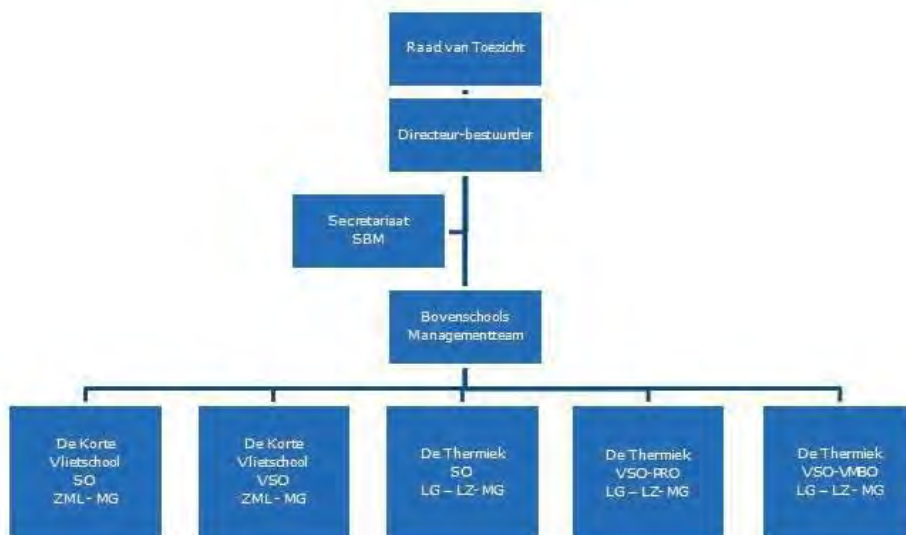 Raad van Toezicht
Directeur-bestuurder
Secretariaat
SBM
Bovenschools
Managementteam
De Korte
Vlietschool
SO
ZML- MG
De Korte
Vlietschool
VSO
ZML- MG
De Thermiek
SO
LG – LZ- MG
De Thermiek
VSO-PRO
LG – LZ- MG
De Thermiek
VSO-VMBO
LG – LZ- MG